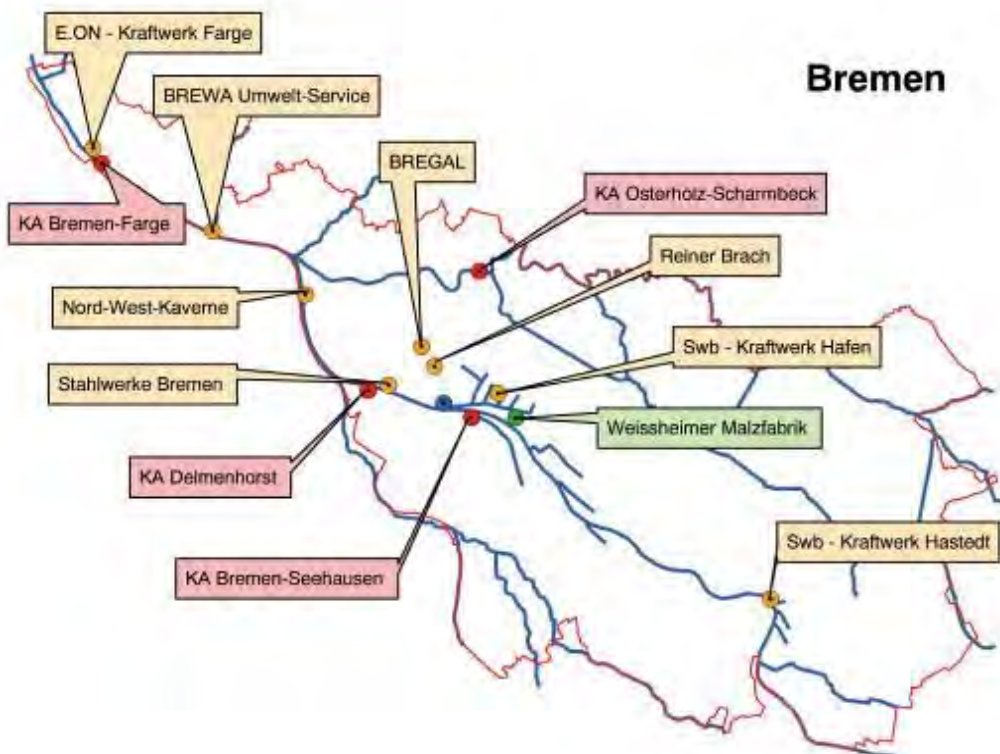 E.ON - Kraftwerk Farge
Bremen
BREWA Umwelt-Service
BREGAL
KA Osterholz-Scharmbeck
KA Bremen-Farge
Reiner Brach
Nord-West-Kaverne
Swb - Kraftwerk Hafen
Stahlwerke Bremen
Weissheimer Malzfabrik
KA Delmenhorst
Swb - Kraftwerk Hastedt
KA Bremen-Seehausen